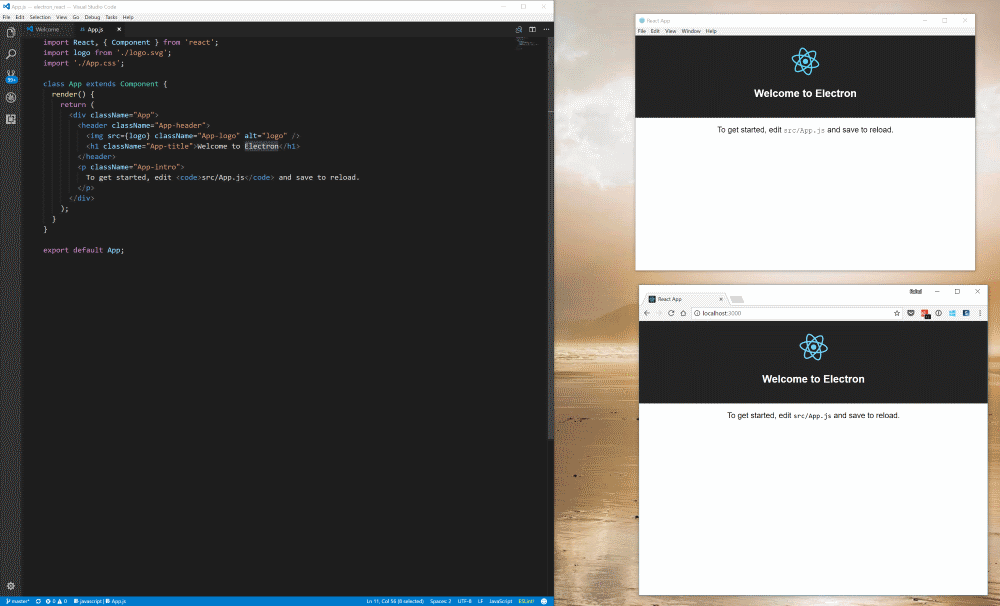 App.js — electron_react — Visual Studio Code
File Edit Selection View Go Debug Tasks Help
Welcome
App.js
import React, { Component } from 'react';
import logo from './logo.svg';
import './App.css';
class App extends Component {
render() {
return (
<div className="App">
<header className="App-header">
<img src={logo} className="App-logo" alt="logo" />
<h1 className="App-title">Welcome to Electron</h1>
</header>
<p className="App-intro">
To get started, edit <code>src/App.js</code> and save to reload.
</p>
</div>
);
}
}
export default App;
master*
0 0
javascript | App.js
Ln 11, Col 56 (8 selected) Spaces: 2 UTF-8 LF JavaScript ESLint!
React App
File Edit View Window Help
Welcome to Electron
To get started, edit src/App.js and save to reload.
React App
localhost:3000
Welcome to Electron
To get started, edit src/App.js and save to reload.